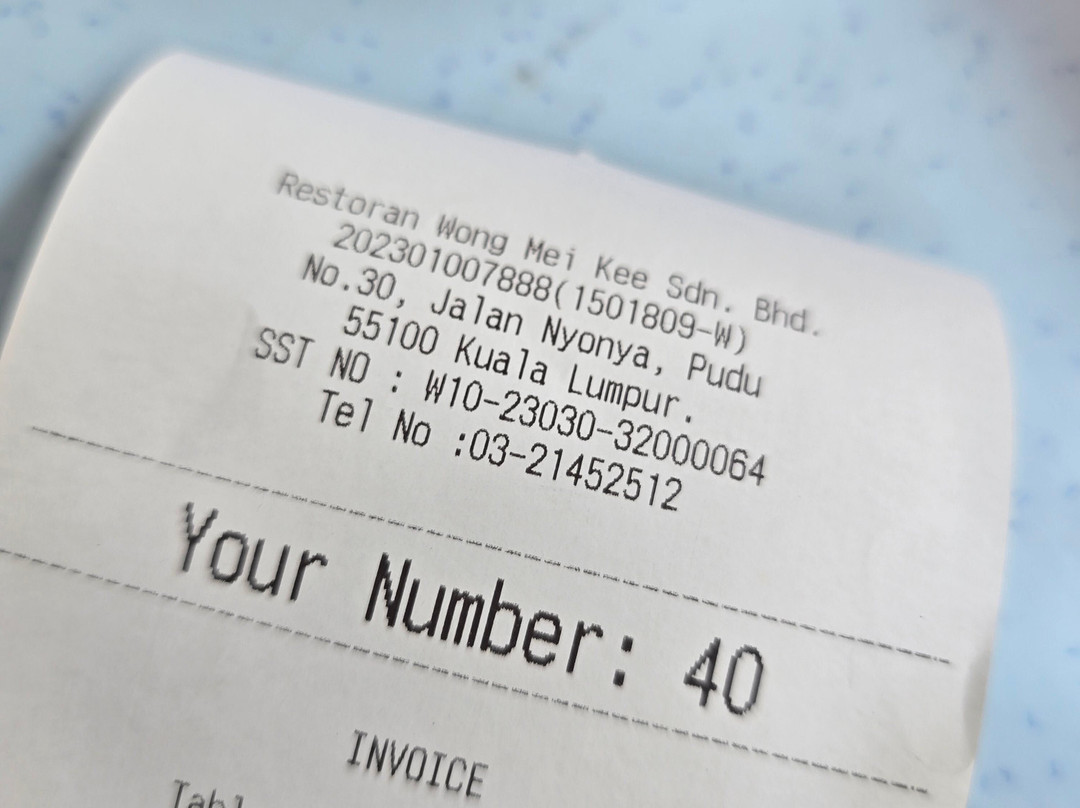 Restoran Wong Mei Kee Sdn. Bhd.
202301007888(1501809-W)
No.30, Jalan Nyonya, Pudu
55100 Kuala Lumpur.
SST NO : W10-23030-32000064
Tel No :03-21452512
Your Number: 40
INVOICE